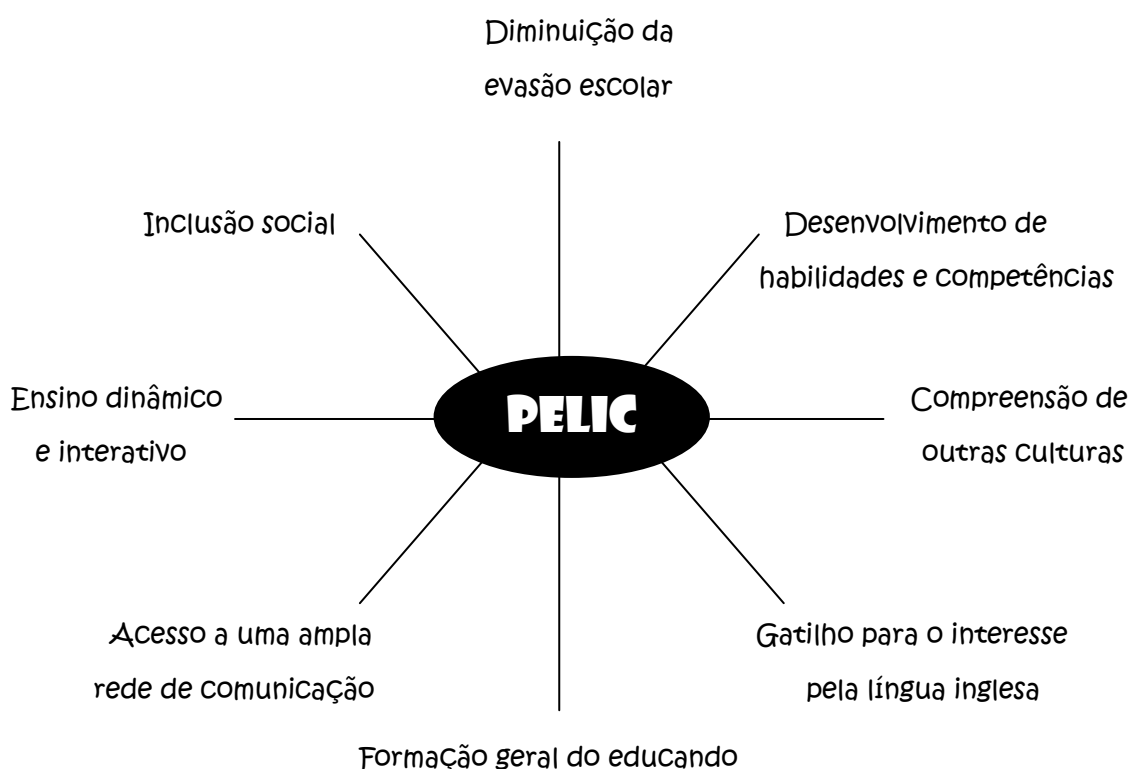 Diminuição da
evasão escolar
Inclusão social
Desenvolvimento de
habilidades e competências
Ensino dinâmico
e interativo
PELIC
Compreensão de
outras culturas
Acesso a uma ampla
rede de comunicação
Gatilho para o interesse
pela língua inglesa
Formação geral do educando